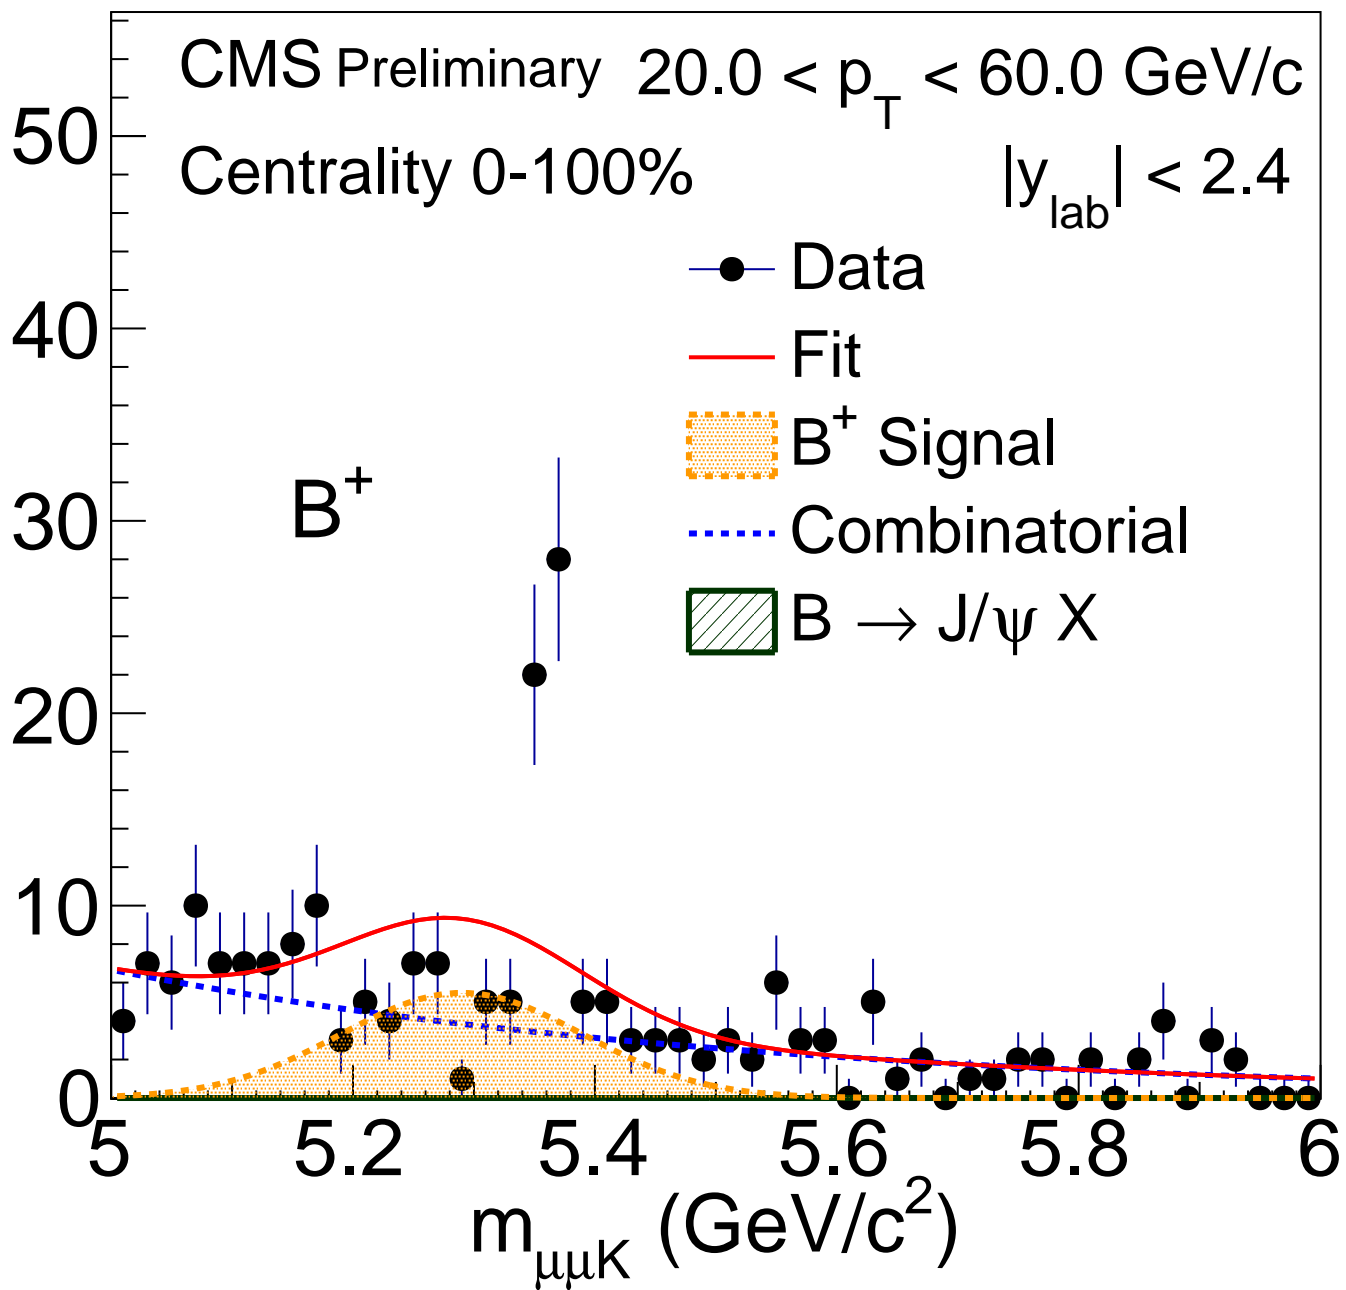 CMS Preliminary 20.0 < p_T < 60.0 GeV/c
Centrality 0-100% |y_lab| < 2.4
Data
Fit
B⁺ Signal
Combinatorial
B → J/ψ X
B⁺
50
40
30
20
10
0
5 5.2 5.4 5.6 5.8 6
m_μμK (GeV/c²)